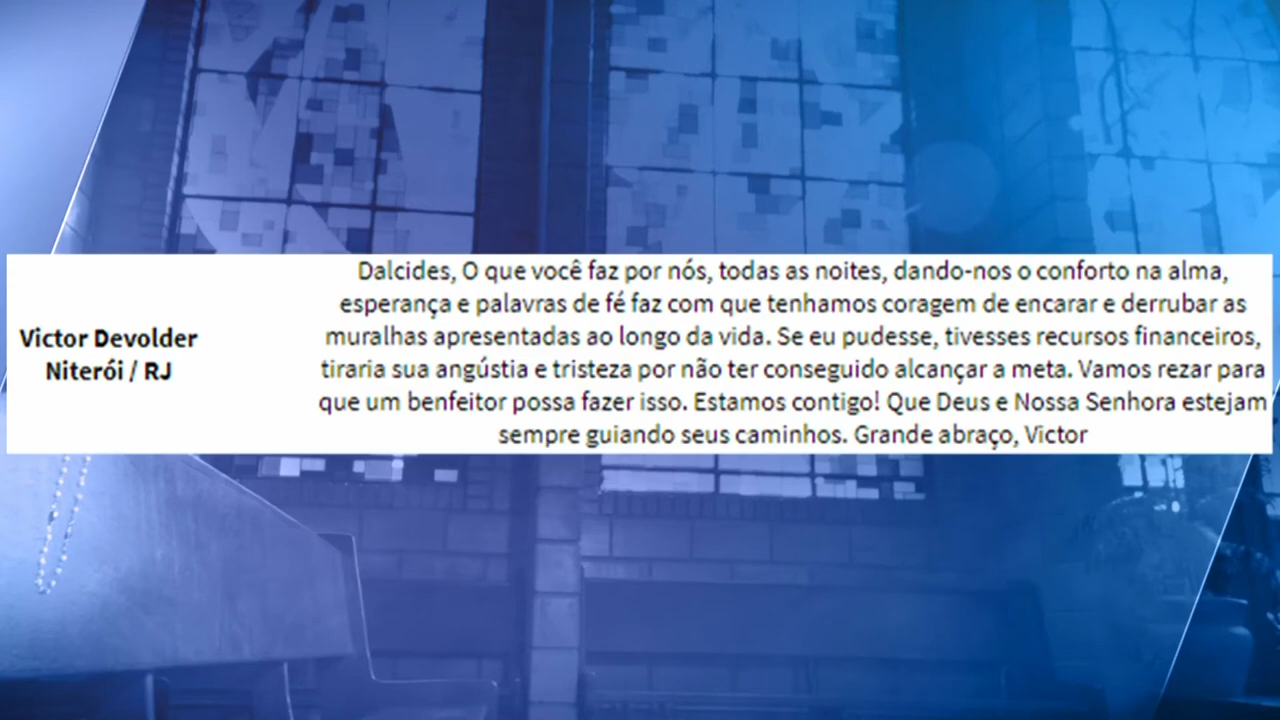 Victor Devolder
Niterói / RJ
Dalcides, O que você faz por nós, todas as noites, dando-nos o conforto na alma,
esperança e palavras de fé faz com que tenhamos coragem de encarar e derrubar as
muralhas apresentadas ao longo da vida. Se eu pudesse, tivesses recursos financeiros,
tiraria sua angústia e tristeza por não ter conseguido alcançar a meta. Vamos rezar para
que um benfeitor possa fazer isso. Estamos contigo! Que Deus e Nossa Senhora estejam
sempre guiando seus caminhos. Grande abraço, Victor